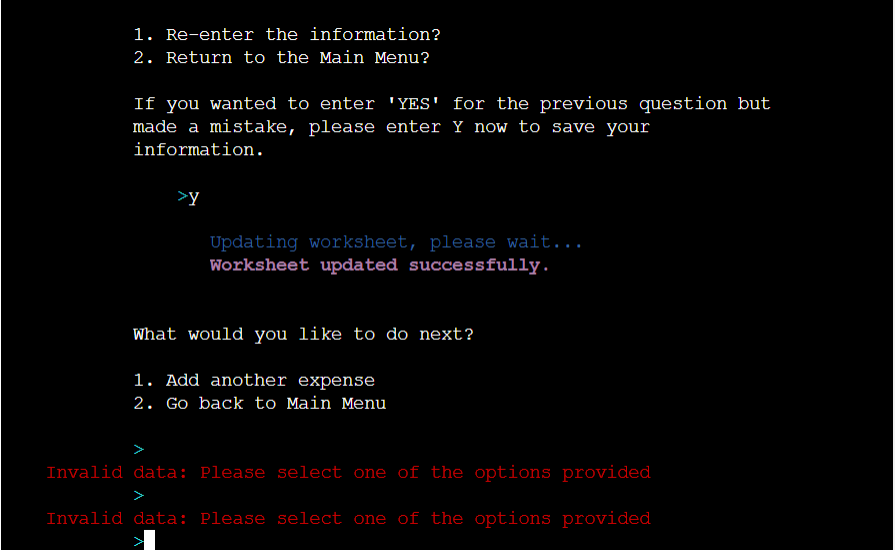 1. Re-enter the information?
2. Return to the Main Menu?
If you wanted to enter 'YES' for the previous question but
made a mistake, please enter Y now to save your
information.
>y
Updating worksheet, please wait...
Worksheet updated successfully.
What would you like to do next?
1. Add another expense
2. Go back to Main Menu
>
Invalid data: Please select one of the options provided
>
Invalid data: Please select one of the options provided
>